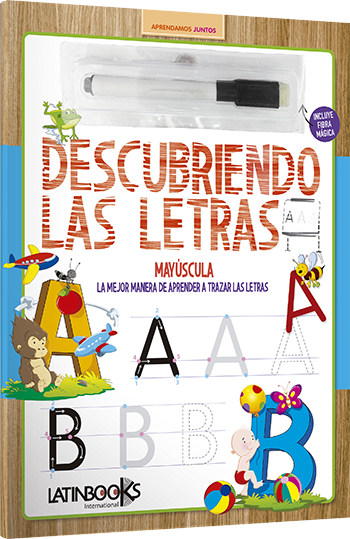 APRENDAMOS JUNTOS
INCLUYE
FIBRA
MÁGICA
DESCUBRIENDO
LAS LETRAS
A A A
MAYÚSCULA
LA MEJOR MANERA DE APRENDER A TRAZAR LAS LETRAS
A
A
A A A
B B B
B
LATINBOOKS
International